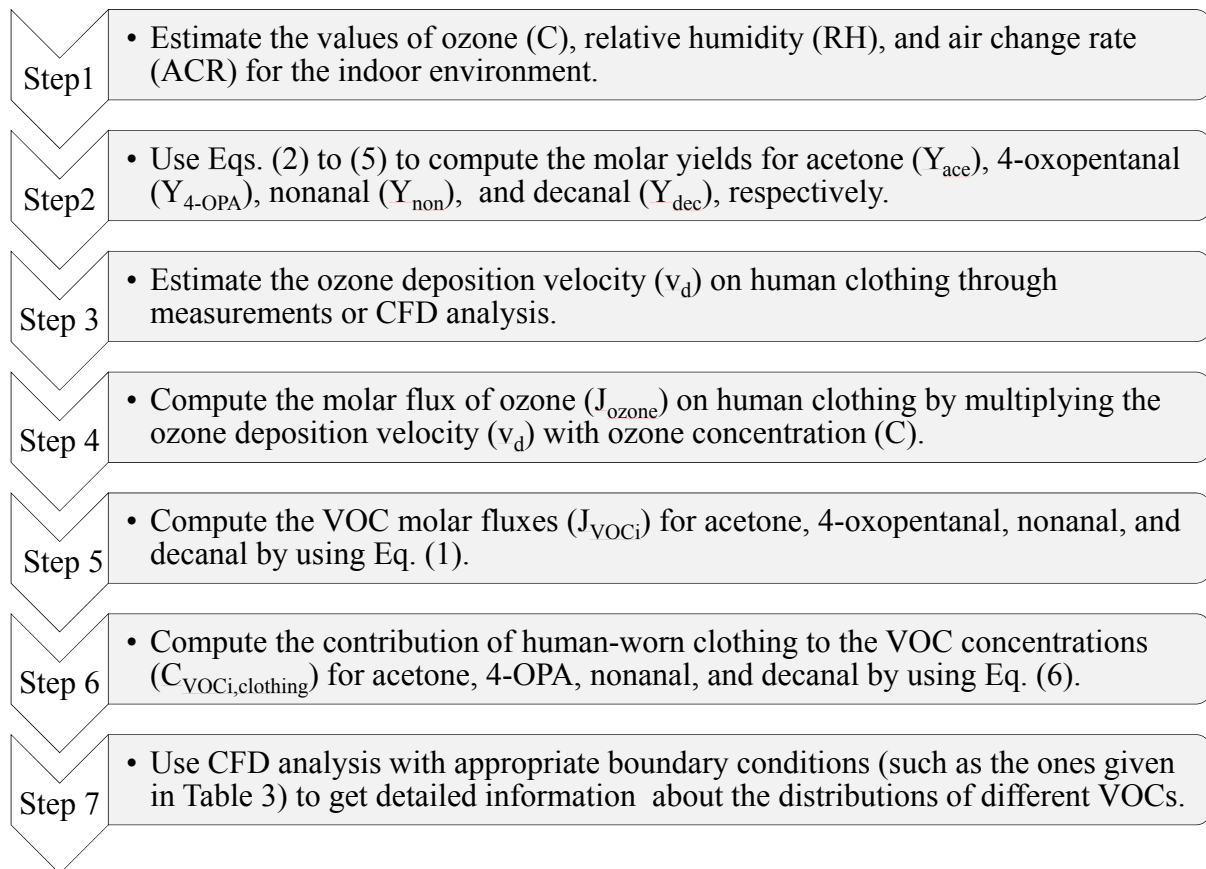 Step1
• Estimate the values of ozone (C), relative humidity (RH), and air change rate
(ACR) for the indoor environment.
Step2
• Use Eqs. (2) to (5) to compute the molar yields for acetone (Yace), 4-oxopentanal
(Y4-OPA), nonanal (Ynon), and decanal (Ydec), respectively.
Step 3
• Estimate the ozone deposition velocity (vd) on human clothing through
measurements or CFD analysis.
Step 4
• Compute the molar flux of ozone (Jozone) on human clothing by multiplying the
ozone deposition velocity (vd) with ozone concentration (C).
Step 5
• Compute the VOC molar fluxes (JVOCi) for acetone, 4-oxopentanal, nonanal, and
decanal by using Eq. (1).
Step 6
• Compute the contribution of human-worn clothing to the VOC concentrations
(CVOCi,clothing) for acetone, 4-OPA, nonanal, and decanal by using Eq. (6).
Step 7
• Use CFD analysis with appropriate boundary conditions (such as the ones given
in Table 3) to get detailed information about the distributions of different VOCs.